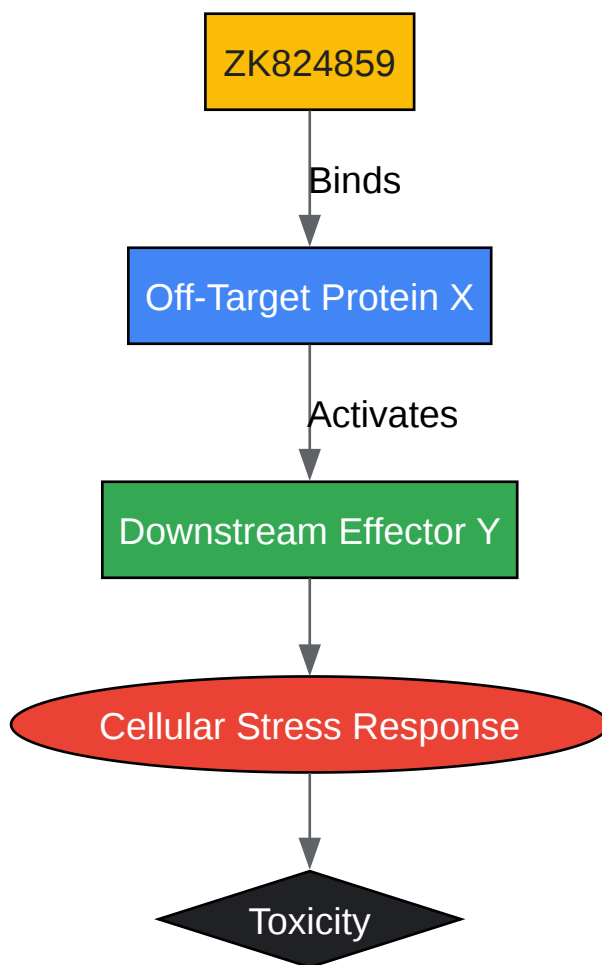 ZK824859
Binds
Off-Target Protein X
Activates
Downstream Effector Y
Cellular Stress Response
Toxicity